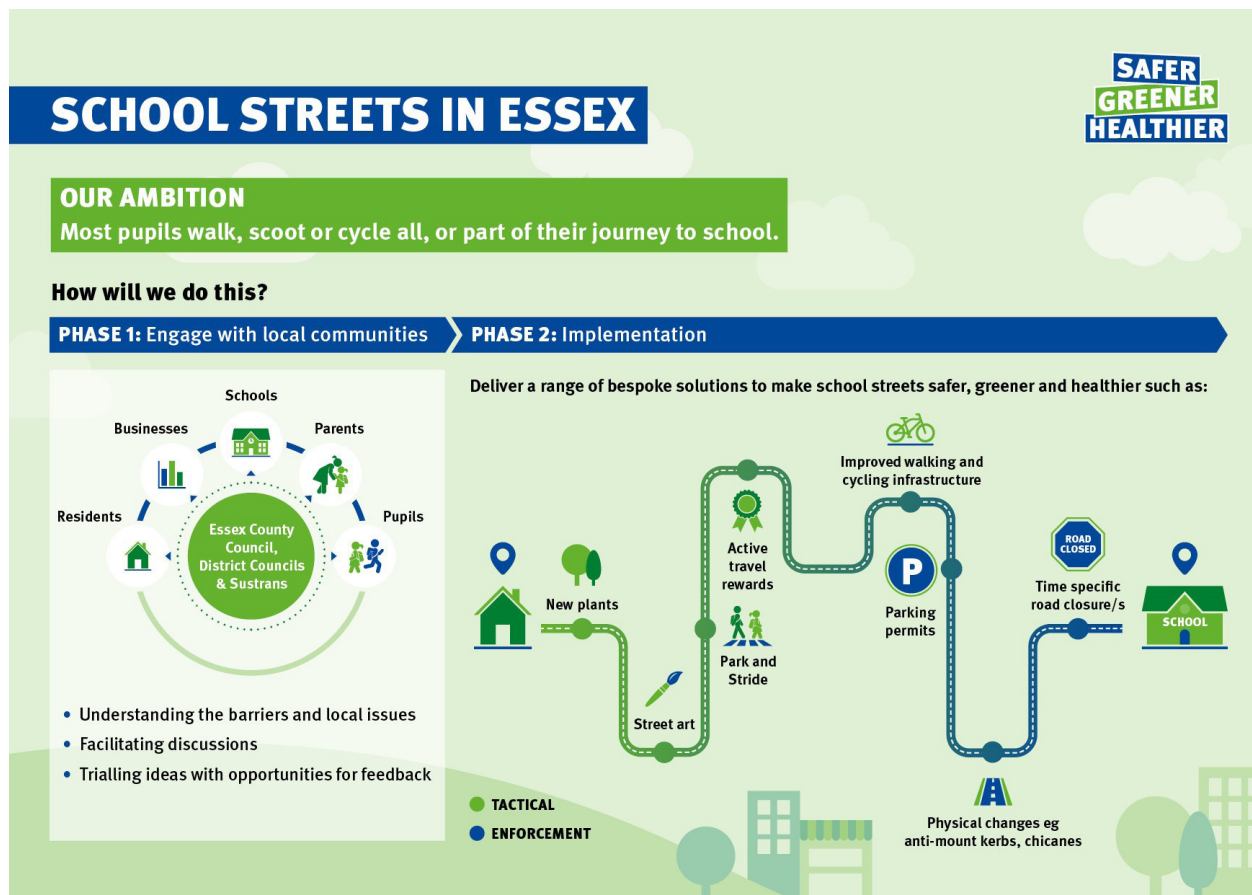 SAFER
GREENER
HEALTHIER
SCHOOL STREETS IN ESSEX
OUR AMBITION
Most pupils walk, scoot or cycle all, or part of their journey to school.
How will we do this?
PHASE 1: Engage with local communities
PHASE 2: Implementation
Schools
Businesses
Parents
Residents
Pupils
Essex County
Council,
District Councils
& Sustrans
• Understanding the barriers and local issues
• Facilitating discussions
• Trialling ideas with opportunities for feedback
Deliver a range of bespoke solutions to make school streets safer, greener and healthier such as:
New plants
Street art
Park and
Stride
Active
travel
rewards
Improved walking and
cycling infrastructure
P
Parking
permits
Physical changes eg
anti-mount kerbs, chicanes
ROAD
CLOSED
Time specific
road closure/s
SCHOOL
TACTICAL
ENFORCEMENT